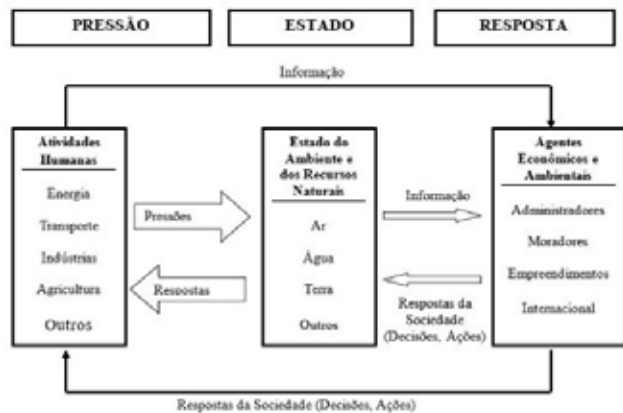 PRESSÃO
ESTADO
RESPOSTA
Informação
Atividades
Humanas
Energia
Transporte
Indústrias
Agricultura
Outros
Pressões
Respostas
Estado do
Ambiente e
dos Recursos
Naturais
Ar
Água
Terra
Outros
Informação
Respostas da
Sociedade
(Decisões, Ações)
Agentes
Econômicos e
Ambientais
Administradores
Moradores
Empreendimentos
Internacional
Respostas da Sociedade (Decisões, Ações)